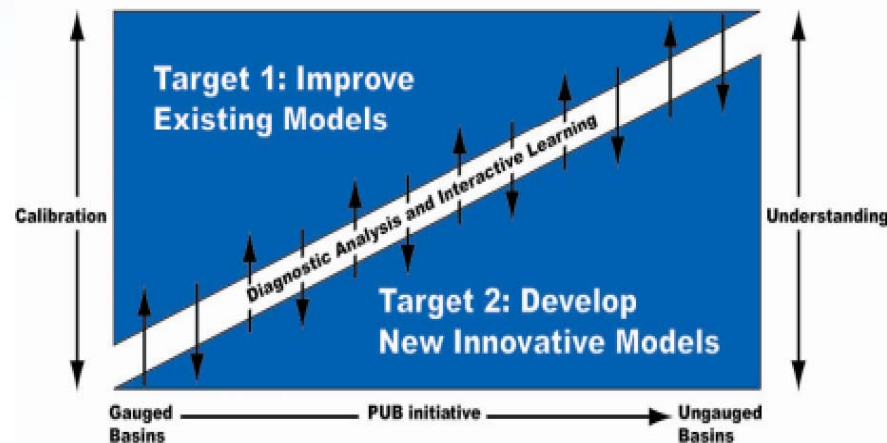 Target 1: Improve
Existing Models
Diagnostic Analysis and Interactive Learning
Calibration
Understanding
Target 2: Develop
New Innovative Models
Gauged
Basins
PUB initiative
Ungauged
Basins